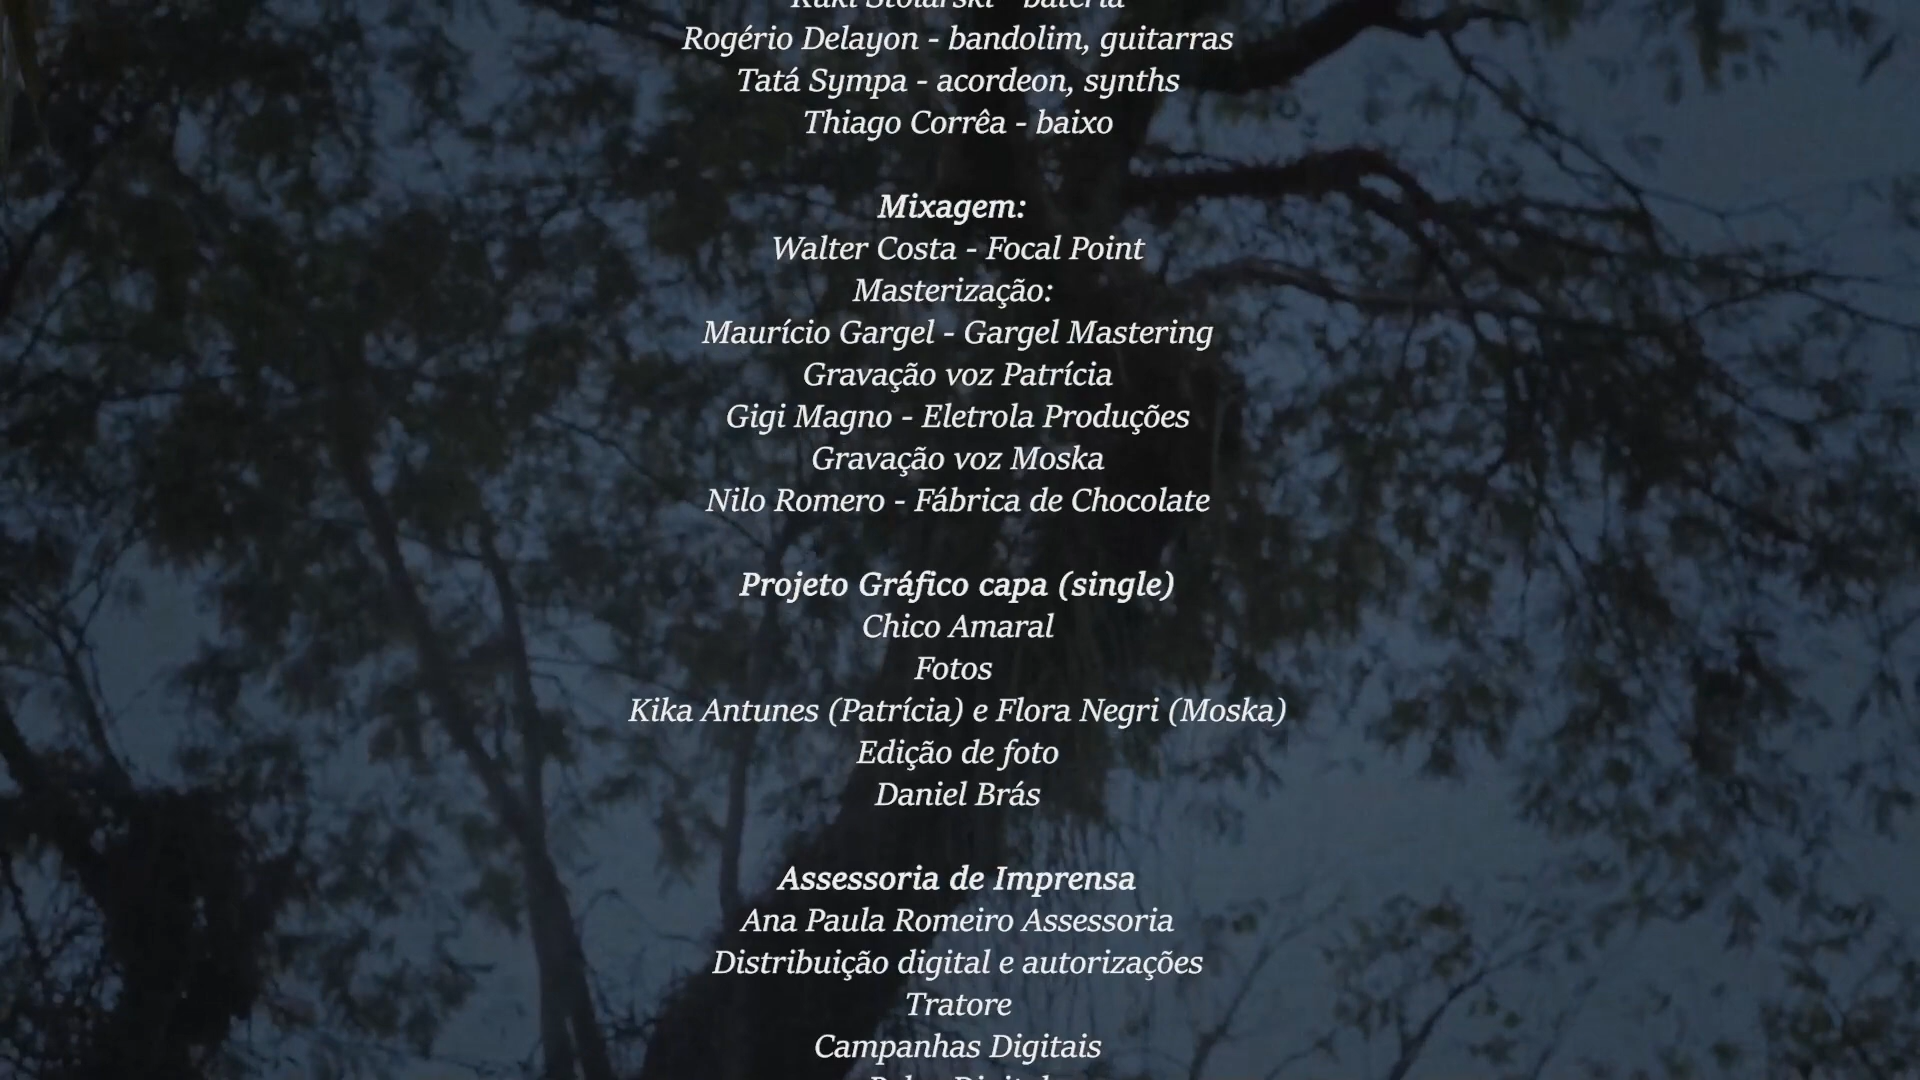 Kuki Stolarski - bateria
Rogério Delayon - bandolim, guitarras
Tatá Sympa - acordeon, synths
Thiago Corrêa - baixo
Mixagem:
Walter Costa - Focal Point
Masterização:
Maurício Gargel - Gargel Mastering
Gravação voz Patrícia
Gigi Magno - Eletrola Produções
Gravação voz Moska
Nilo Romero - Fábrica de Chocolate
Projeto Gráfico capa (single)
Chico Amaral
Fotos
Kika Antunes (Patrícia) e Flora Negri (Moska)
Edição de foto
Daniel Brás
Assessoria de Imprensa
Ana Paula Romeiro Assessoria
Distribuição digital e autorizações
Tratore
Campanhas Digitais